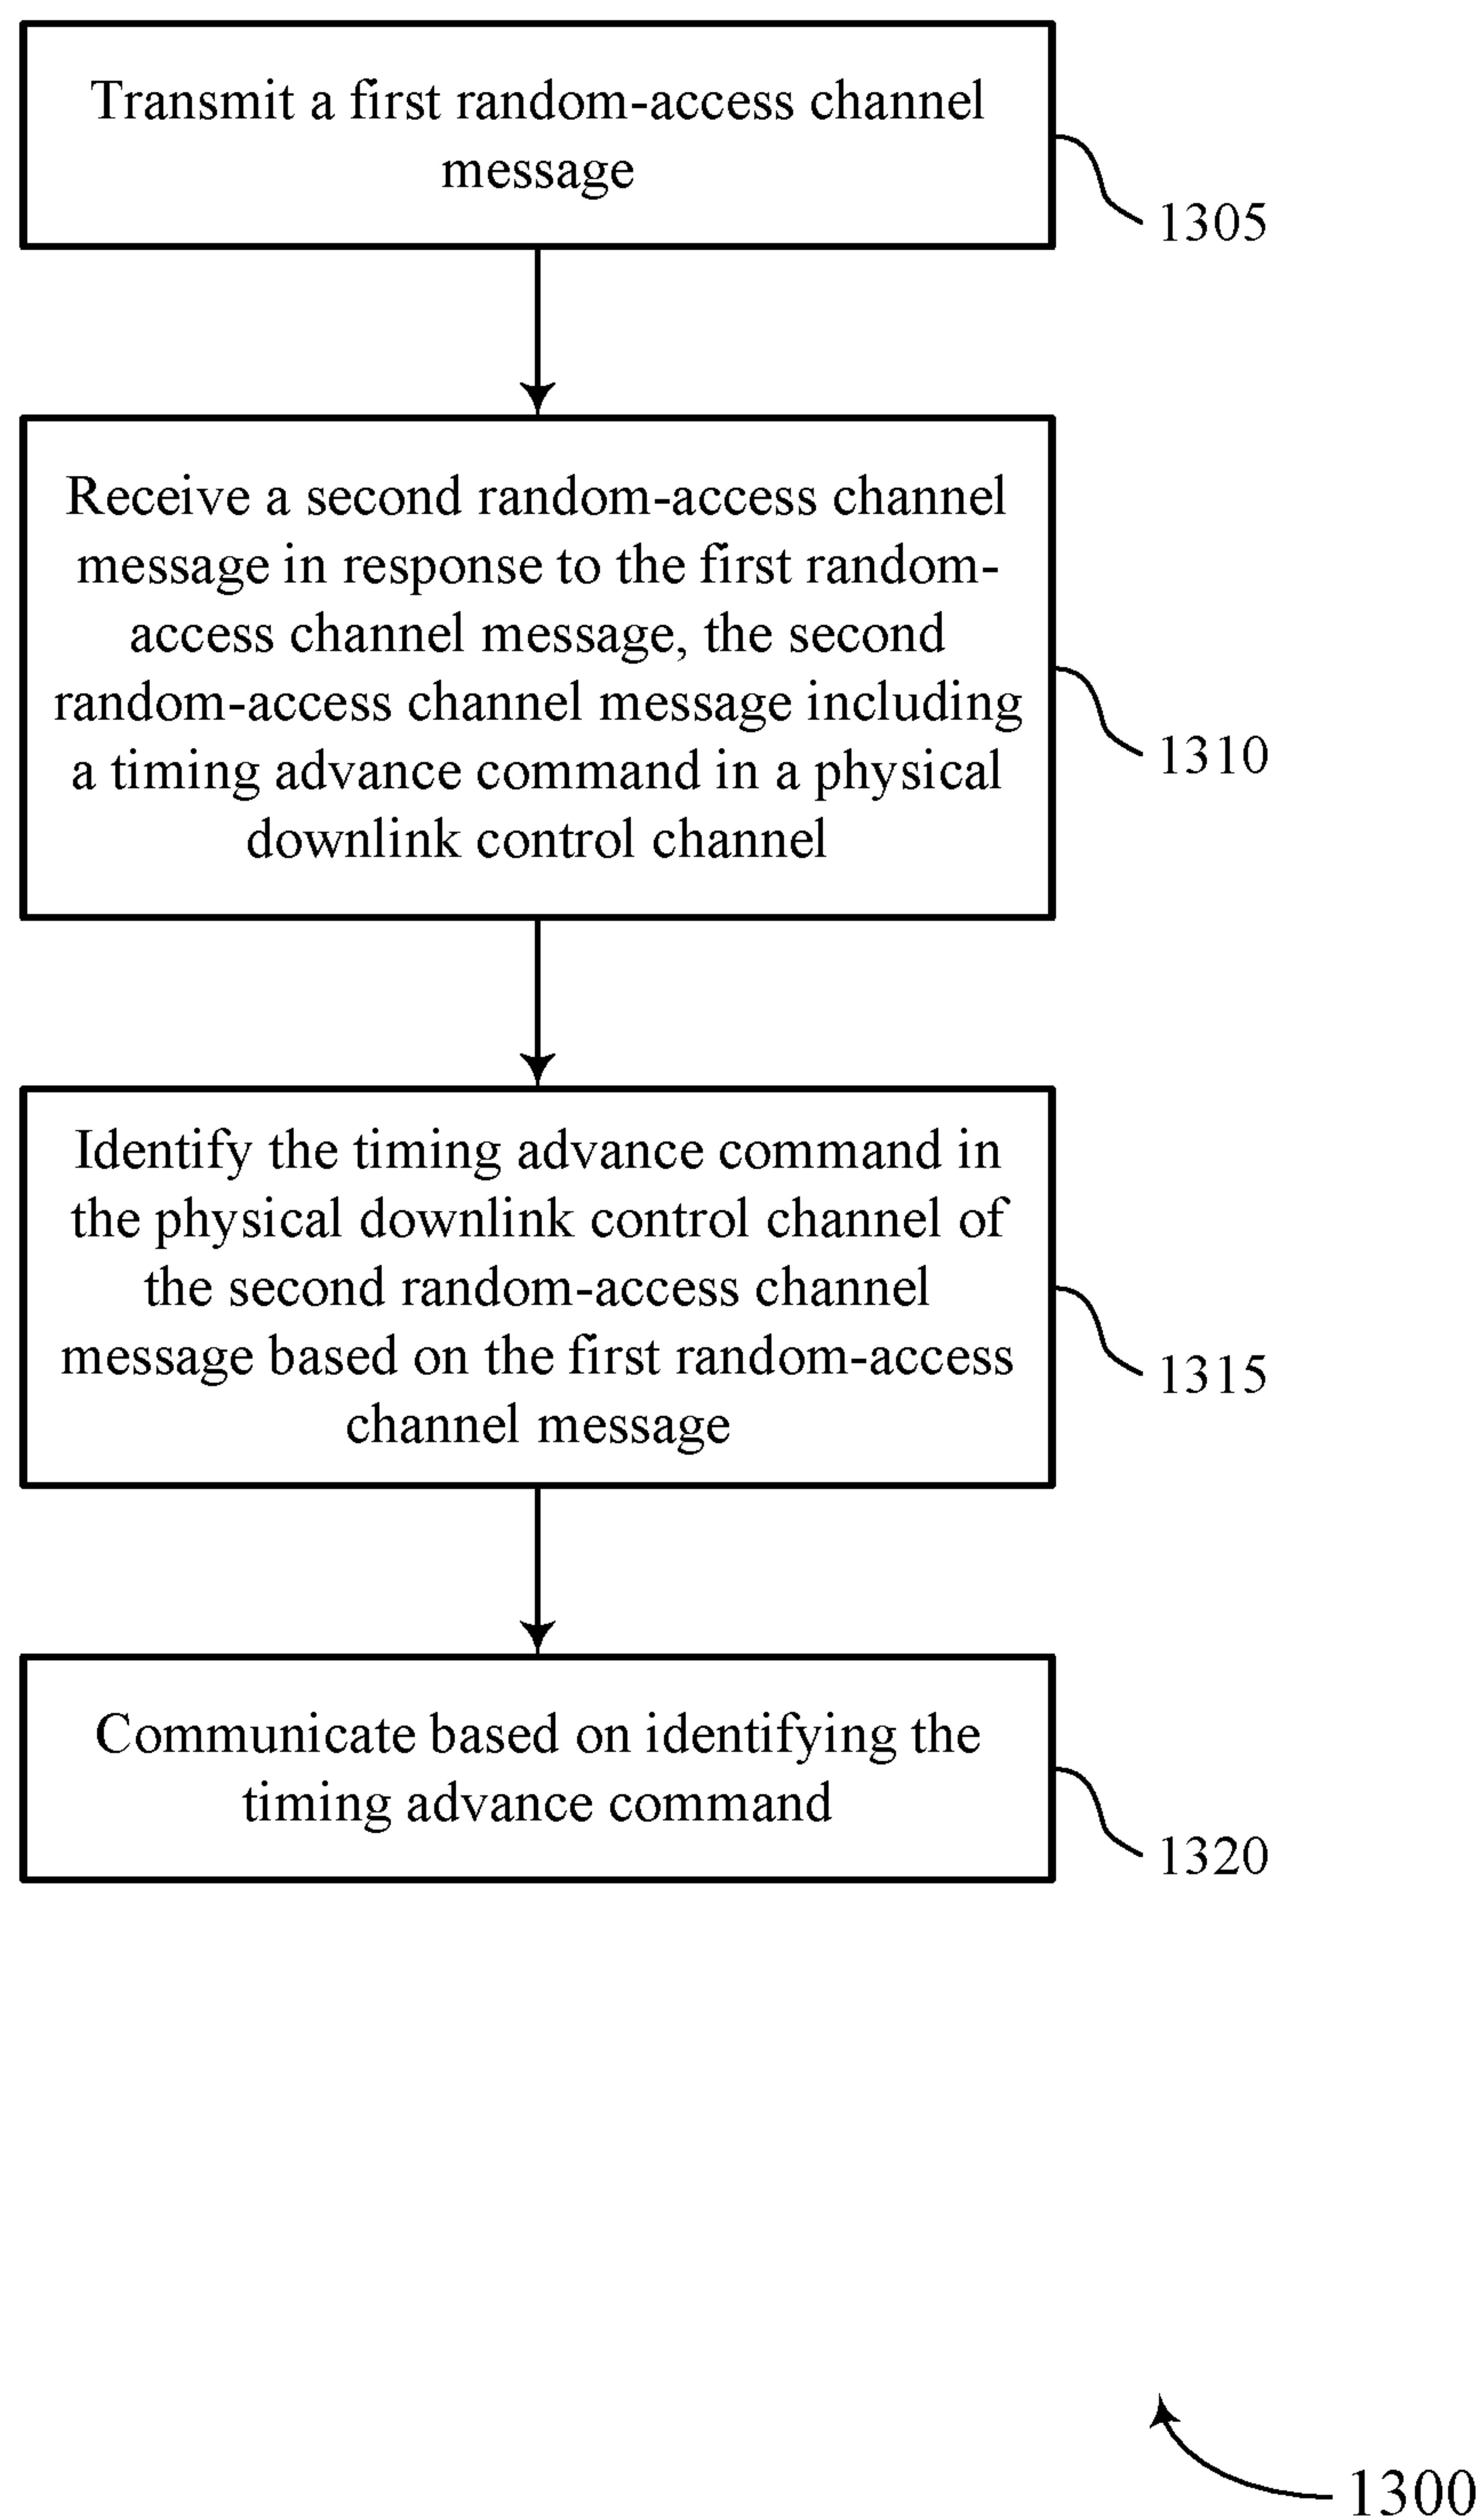 Transmit a first random-access channel
message
1305
Receive a second random-access channel
message in response to the first random-
access channel message, the second
random-access channel message including
a timing advance command in a physical
downlink control channel
1310
Identify the timing advance command in
the physical downlink control channel of
the second random-access channel
message based on the first random-access
channel message
1315
Communicate based on identifying the
timing advance command
1320
1300